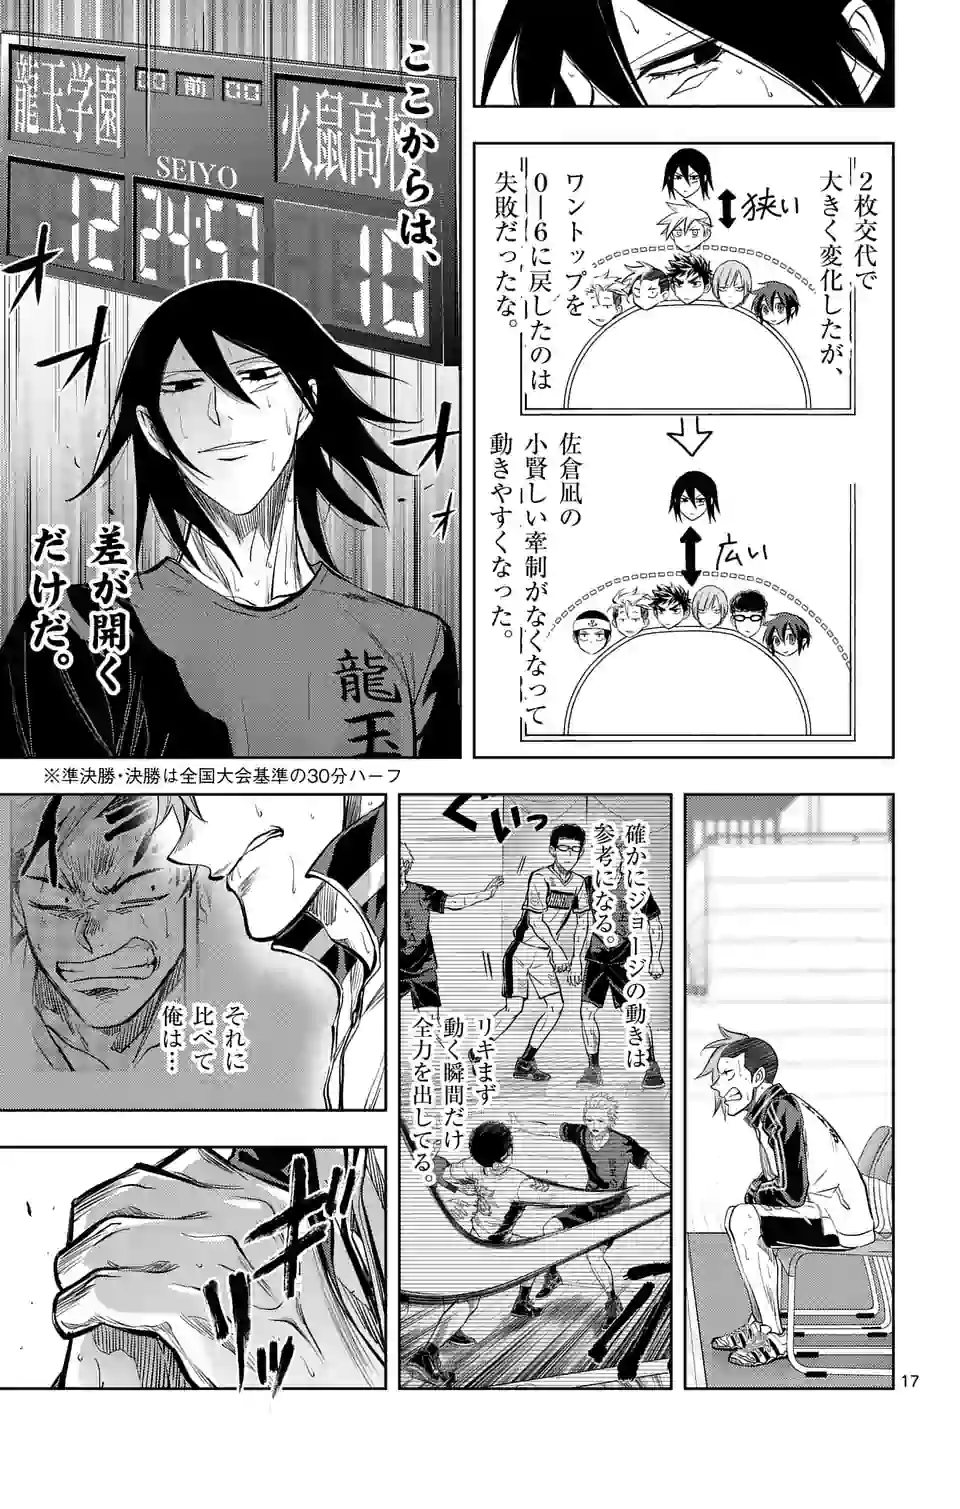 2枚交代で
大きく変化したが、
狭い
ワントップを
0ー6に戻したのは
失敗だったな。
広い
佐倉凪の
小賢しい牽制がなくなって
動きやすくなった。
龍玉学園
00
前
00
火鼠高校
SEIYO
12
24:57
10
ここからは、
差が開く
だけだ。
龍玉
※準決勝・決勝は全国大会基準の30分ハーフ
確かにジョージの動きは
参考になる。
ぐいっ
リキまず
動く瞬間だけ
全力を出してる。
それに
比べて
俺は…
17